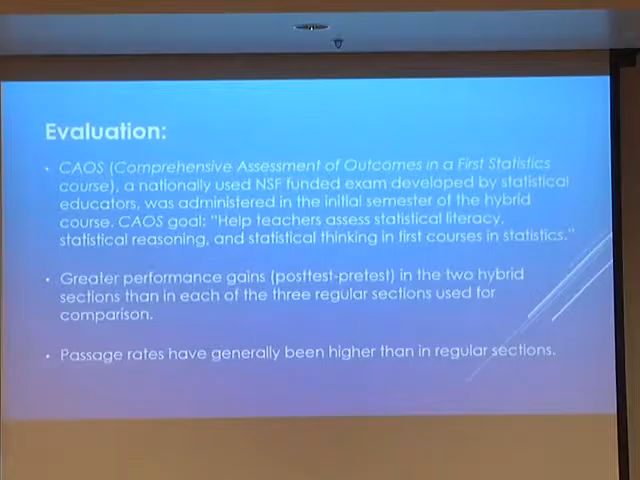 Evaluation:
• CAOS (Comprehensive Assessment of Outcomes in a First Statistics
course), a nationally used NSF funded exam developed by statistical
educators, was administered in the initial semester of the hybrid
course. CAOS goal: "Help teachers assess statistical literacy,
statistical reasoning, and statistical thinking in first courses in statistics."
• Greater performance gains (posttest-pretest) in the two hybrid
sections than in each of the three regular sections used for
comparison.
• Passage rates have generally been higher than in regular sections.